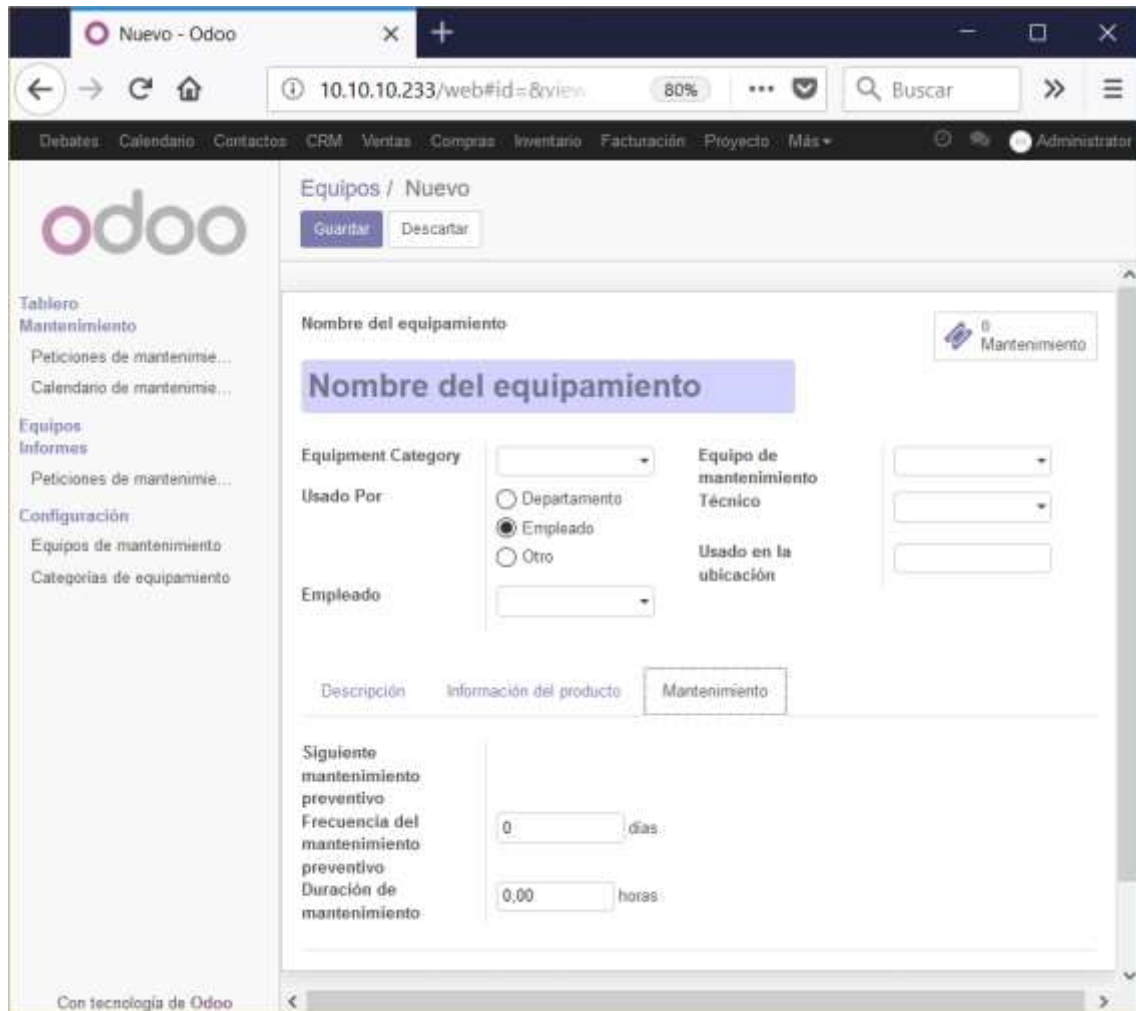 Nuevo - Odoo
10.10.10.233/web#id=&view
80%
Buscar
Debates Calendario Contactos CRM Ventas Compras Inventario Facturación Proyecto Más
Administrator
odoo
Equipos / Nuevo
Guardar Descartar
Tablero
Mantenimiento
Peticiones de mantenimie...
Calendario de mantenimie...
Equipos
Informes
Peticiones de mantenimie...
Configuración
Equipos de mantenimiento
Categorías de equipamiento
Con tecnología de Odoo
Nombre del equipamiento
0
Mantenimiento
Nombre del equipamiento
Equipment Category
Usado Por
Departamento
Empleado
Otro
Empleado
Equipo de
mantenimiento
Técnico
Usado en la
ubicación
Descripción Información del producto Mantenimiento
Siguiente
mantenimiento
preventivo
Frecuencia del
mantenimiento
preventivo
0 días
Duración de
mantenimiento
0,00 horas